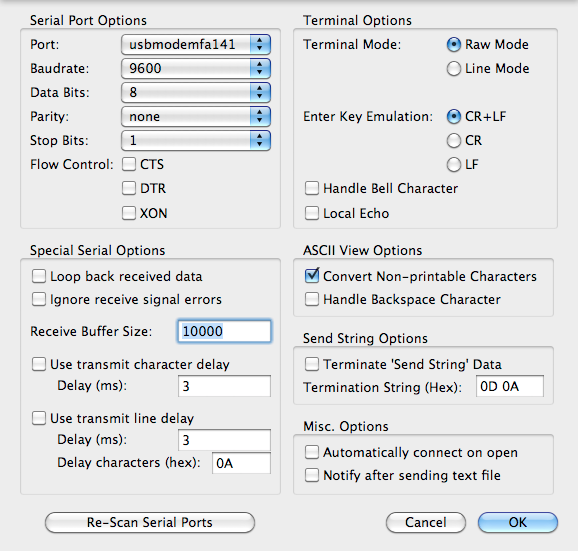 Serial Port Options
Port: usbmodemfa141
Baudrate: 9600
Data Bits: 8
Parity: none
Stop Bits: 1
Flow Control: CTS
DTR
XON
Terminal Options
Terminal Mode: Raw Mode
Line Mode
Enter Key Emulation: CR+LF
CR
LF
Handle Bell Character
Local Echo
Special Serial Options
Loop back received data
Ignore receive signal errors
Receive Buffer Size: 10000
Use transmit character delay
Delay (ms): 3
Use transmit line delay
Delay (ms): 3
Delay characters (hex): 0A
ASCII View Options
Convert Non-printable Characters
Handle Backspace Character
Send String Options
Terminate 'Send String' Data
Termination String (Hex): 0D 0A
Misc. Options
Automatically connect on open
Notify after sending text file
Re-Scan Serial Ports
Cancel
OK